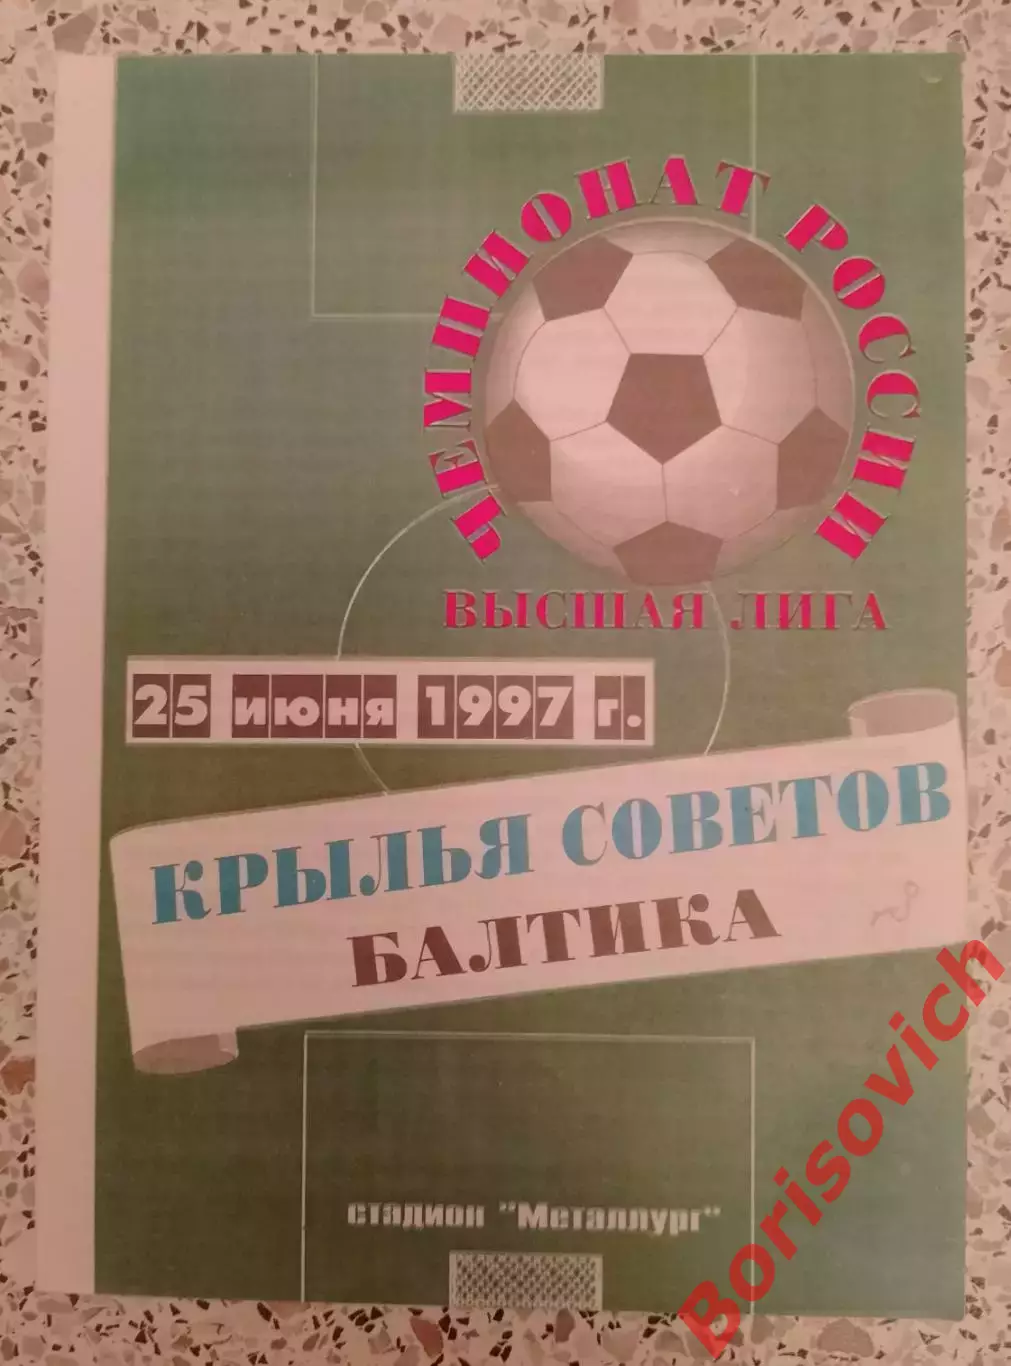 ЧЕМПИОНАТ РОССИИ
ВЫСШАЯ ЛИГА
25 июня 1997 г.
КРЫЛЬЯ СОВЕТОВ
БАЛТИКА
стадион "Металлург"
Borisovich